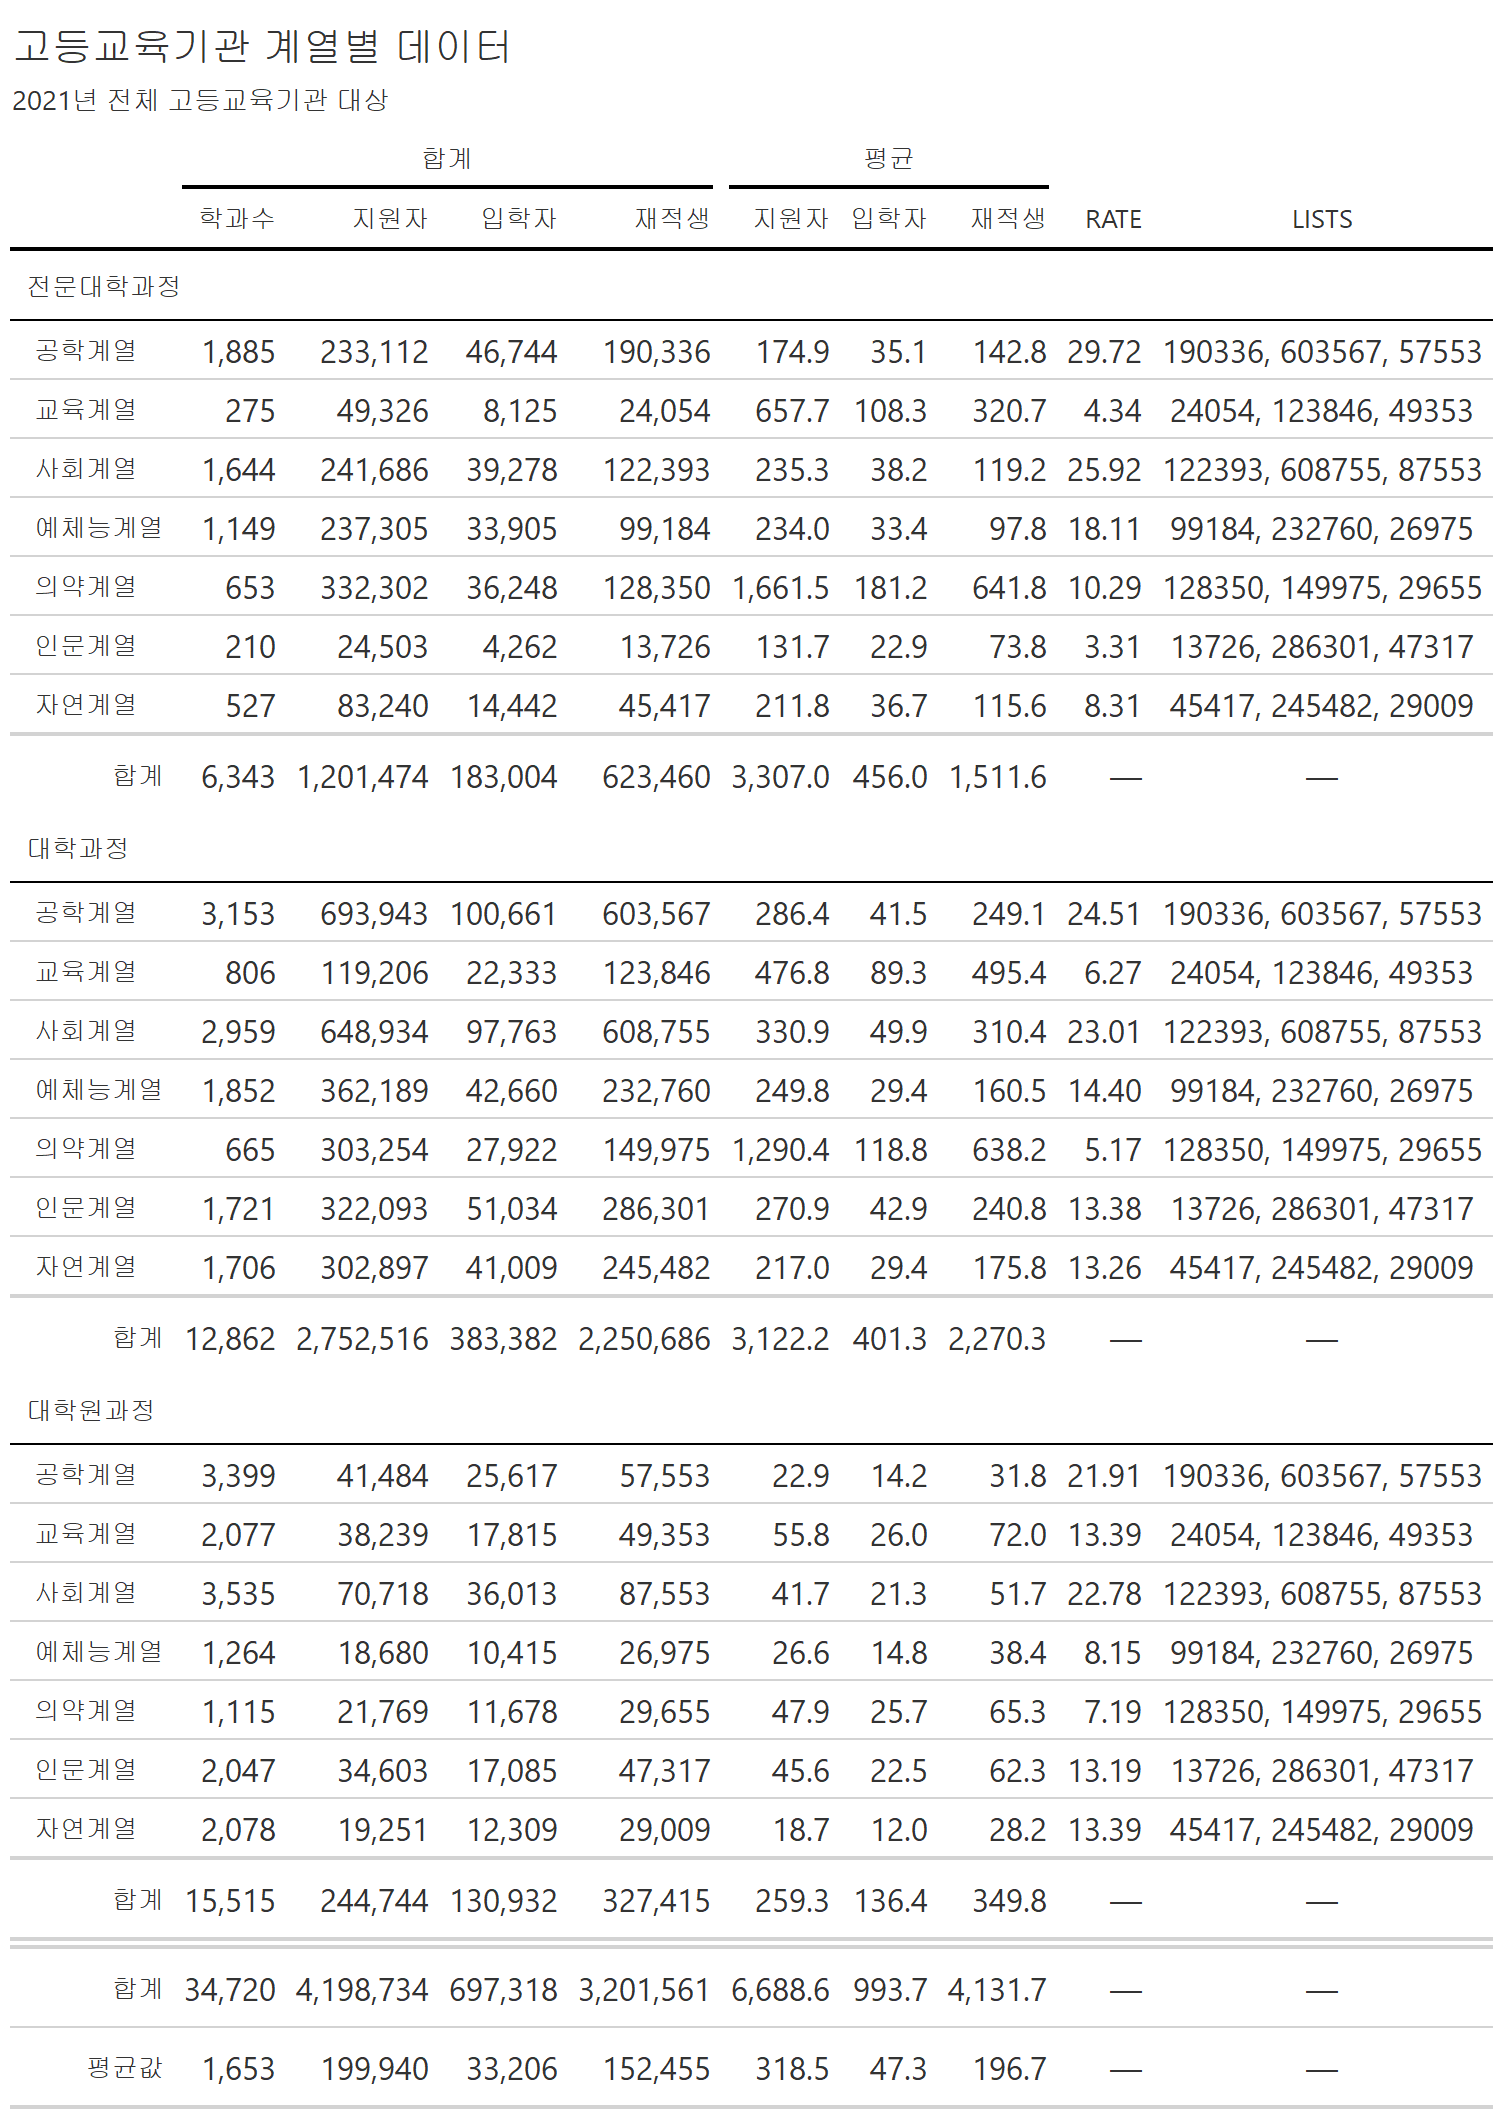 고등교육기관 계열별 데이터
2021년 전체 고등교육기관 대상
합계 평균
학과수 지원자 입학자 재적생 지원자 입학자 재적생 RATE LISTS
전문대학과정
공학계열 1,885 233,112 46,744 190,336 174.9 35.1 142.8 29.72 190336, 603567, 57553
교육계열 275 49,326 8,125 24,054 657.7 108.3 320.7 4.34 24054, 123846, 49353
사회계열 1,644 241,686 39,278 122,393 235.3 38.2 119.2 25.92 122393, 608755, 87553
예체능계열 1,149 237,305 33,905 99,184 234.0 33.4 97.8 18.11 99184, 232760, 26975
의약계열 653 332,302 36,248 128,350 1,661.5 181.2 641.8 10.29 128350, 149975, 29655
인문계열 210 24,503 4,262 13,726 131.7 22.9 73.8 3.31 13726, 286301, 47317
자연계열 527 83,240 14,442 45,417 211.8 36.7 115.6 8.31 45417, 245482, 29009
합계 6,343 1,201,474 183,004 623,460 3,307.0 456.0 1,511.6 — —
대학과정
공학계열 3,153 693,943 100,661 603,567 286.4 41.5 249.1 24.51 190336, 603567, 57553
교육계열 806 119,206 22,333 123,846 476.8 89.3 495.4 6.27 24054, 123846, 49353
사회계열 2,959 648,934 97,763 608,755 330.9 49.9 310.4 23.01 122393, 608755, 87553
예체능계열 1,852 362,189 42,660 232,760 249.8 29.4 160.5 14.40 99184, 232760, 26975
의약계열 665 303,254 27,922 149,975 1,290.4 118.8 638.2 5.17 128350, 149975, 29655
인문계열 1,721 322,093 51,034 286,301 270.9 42.9 240.8 13.38 13726, 286301, 47317
자연계열 1,706 302,897 41,009 245,482 217.0 29.4 175.8 13.26 45417, 245482, 29009
합계 12,862 2,752,516 383,382 2,250,686 3,122.2 401.3 2,270.3 — —
대학원과정
공학계열 3,399 41,484 25,617 57,553 22.9 14.2 31.8 21.91 190336, 603567, 57553
교육계열 2,077 38,239 17,815 49,353 55.8 26.0 72.0 13.39 24054, 123846, 49353
사회계열 3,535 70,718 36,013 87,553 41.7 21.3 51.7 22.78 122393, 608755, 87553
예체능계열 1,264 18,680 10,415 26,975 26.6 14.8 38.4 8.15 99184, 232760, 26975
의약계열 1,115 21,769 11,678 29,655 47.9 25.7 65.3 7.19 128350, 149975, 29655
인문계열 2,047 34,603 17,085 47,317 45.6 22.5 62.3 13.19 13726, 286301, 47317
자연계열 2,078 19,251 12,309 29,009 18.7 12.0 28.2 13.39 45417, 245482, 29009
합계 15,515 244,744 130,932 327,415 259.3 136.4 349.8 — —
합계 34,720 4,198,734 697,318 3,201,561 6,688.6 993.7 4,131.7 — —
평균값 1,653 199,940 33,206 152,455 318.5 47.3 196.7 — —